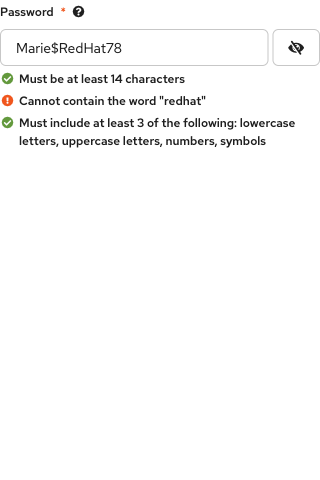 Password * ?
Marie$RedHat78
Must be at least 14 characters
Cannot contain the word "redhat"
Must include at least 3 of the following: lowercase
letters, uppercase letters, numbers, symbols